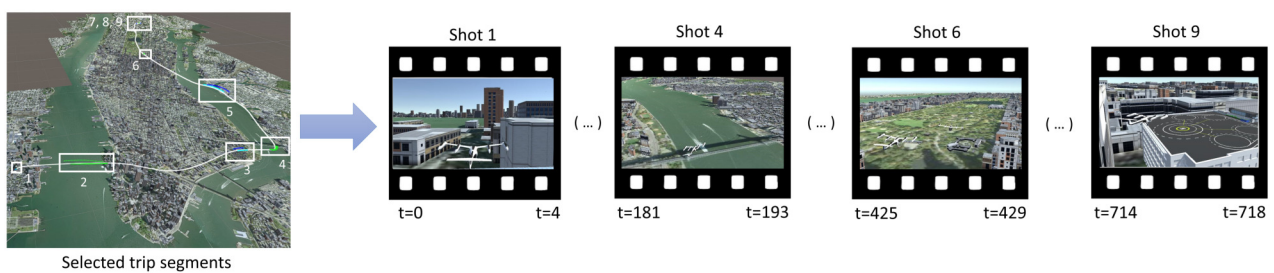 7, 8, 9
6
5
4
3
2
1
Selected trip segments
Shot 1
t=0 t=4
( ... )
Shot 4
t=181 t=193
( ... )
Shot 6
t=425 t=429
( ... )
Shot 9
t=714 t=718